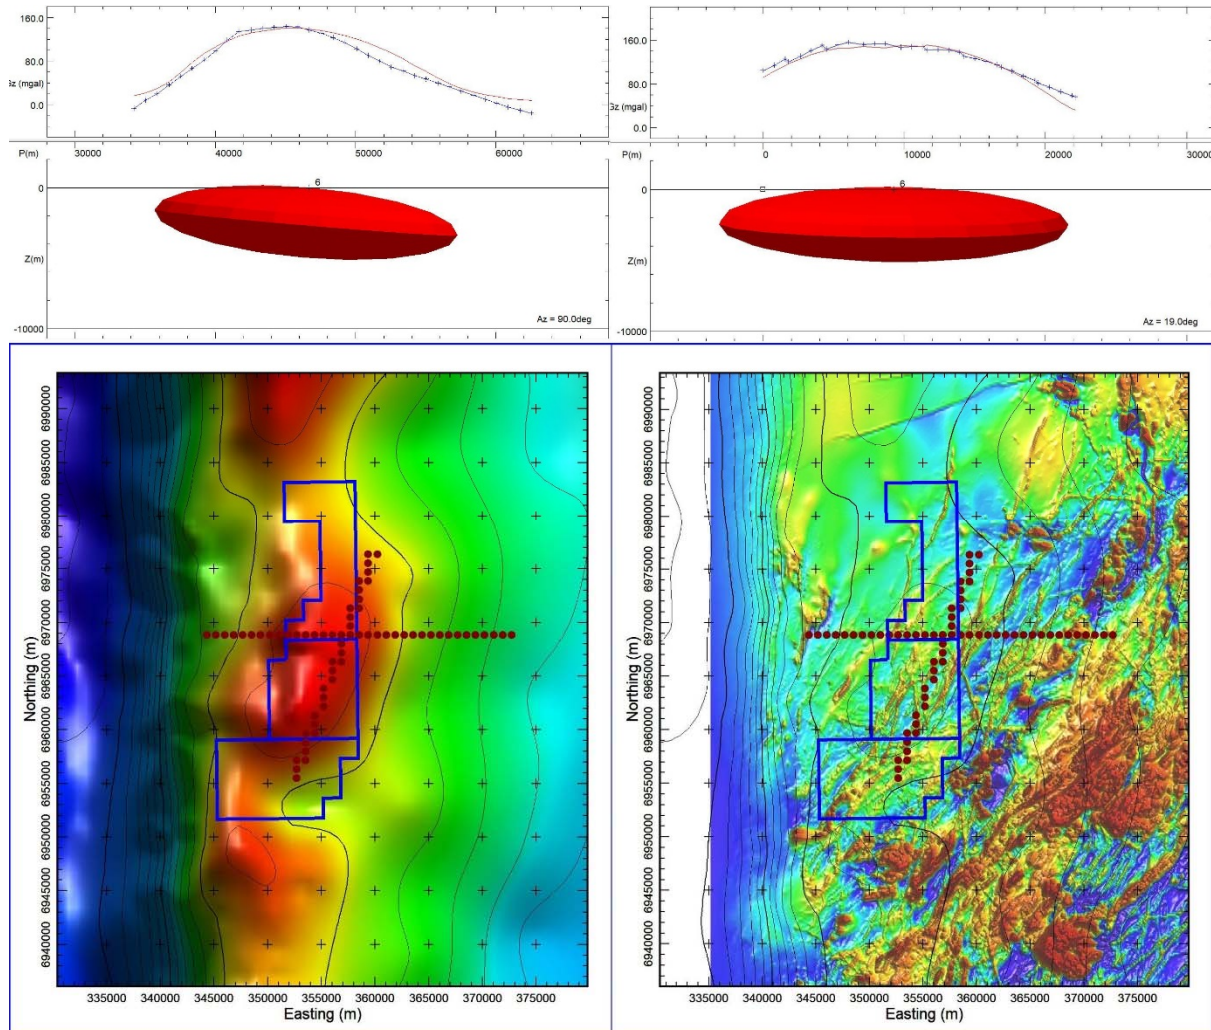 160.0
80.0
Gz (mgal)
0.0
P(m) 30000 40000 50000 60000
0
6
Z(m)
-10000
Az = 90.0deg
160.0
80.0
Gz (mgal)
0.0
P(m) 0 10000 20000 30000
0
6
Z(m)
-10000
Az = 19.0deg
Northing (m)
6990000
6985000
6980000
6975000
6970000
6965000
6960000
6955000
6950000
6945000
6940000
335000 340000 345000 350000 355000 360000 365000 370000 375000
Easting (m)
Northing (m)
6990000
6985000
6980000
6975000
6970000
6965000
6960000
6955000
6950000
6945000
6940000
335000 340000 345000 350000 355000 360000 365000 370000 375000
Easting (m)